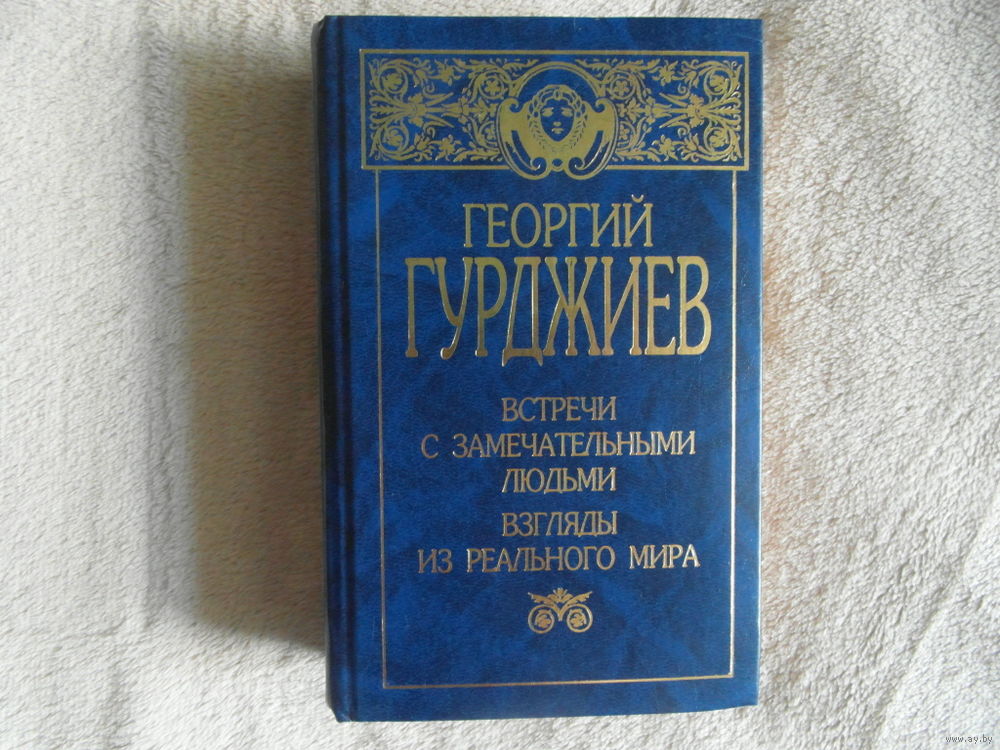 ГЕОРГИЙ
ГУРДЖИЕВ
ВСТРЕЧИ
С ЗАМЕЧАТЕЛЬНЫМИ
ЛЮДЬМИ
ВЗГЛЯДЫ
ИЗ РЕАЛЬНОГО МИРА
www.ay.by